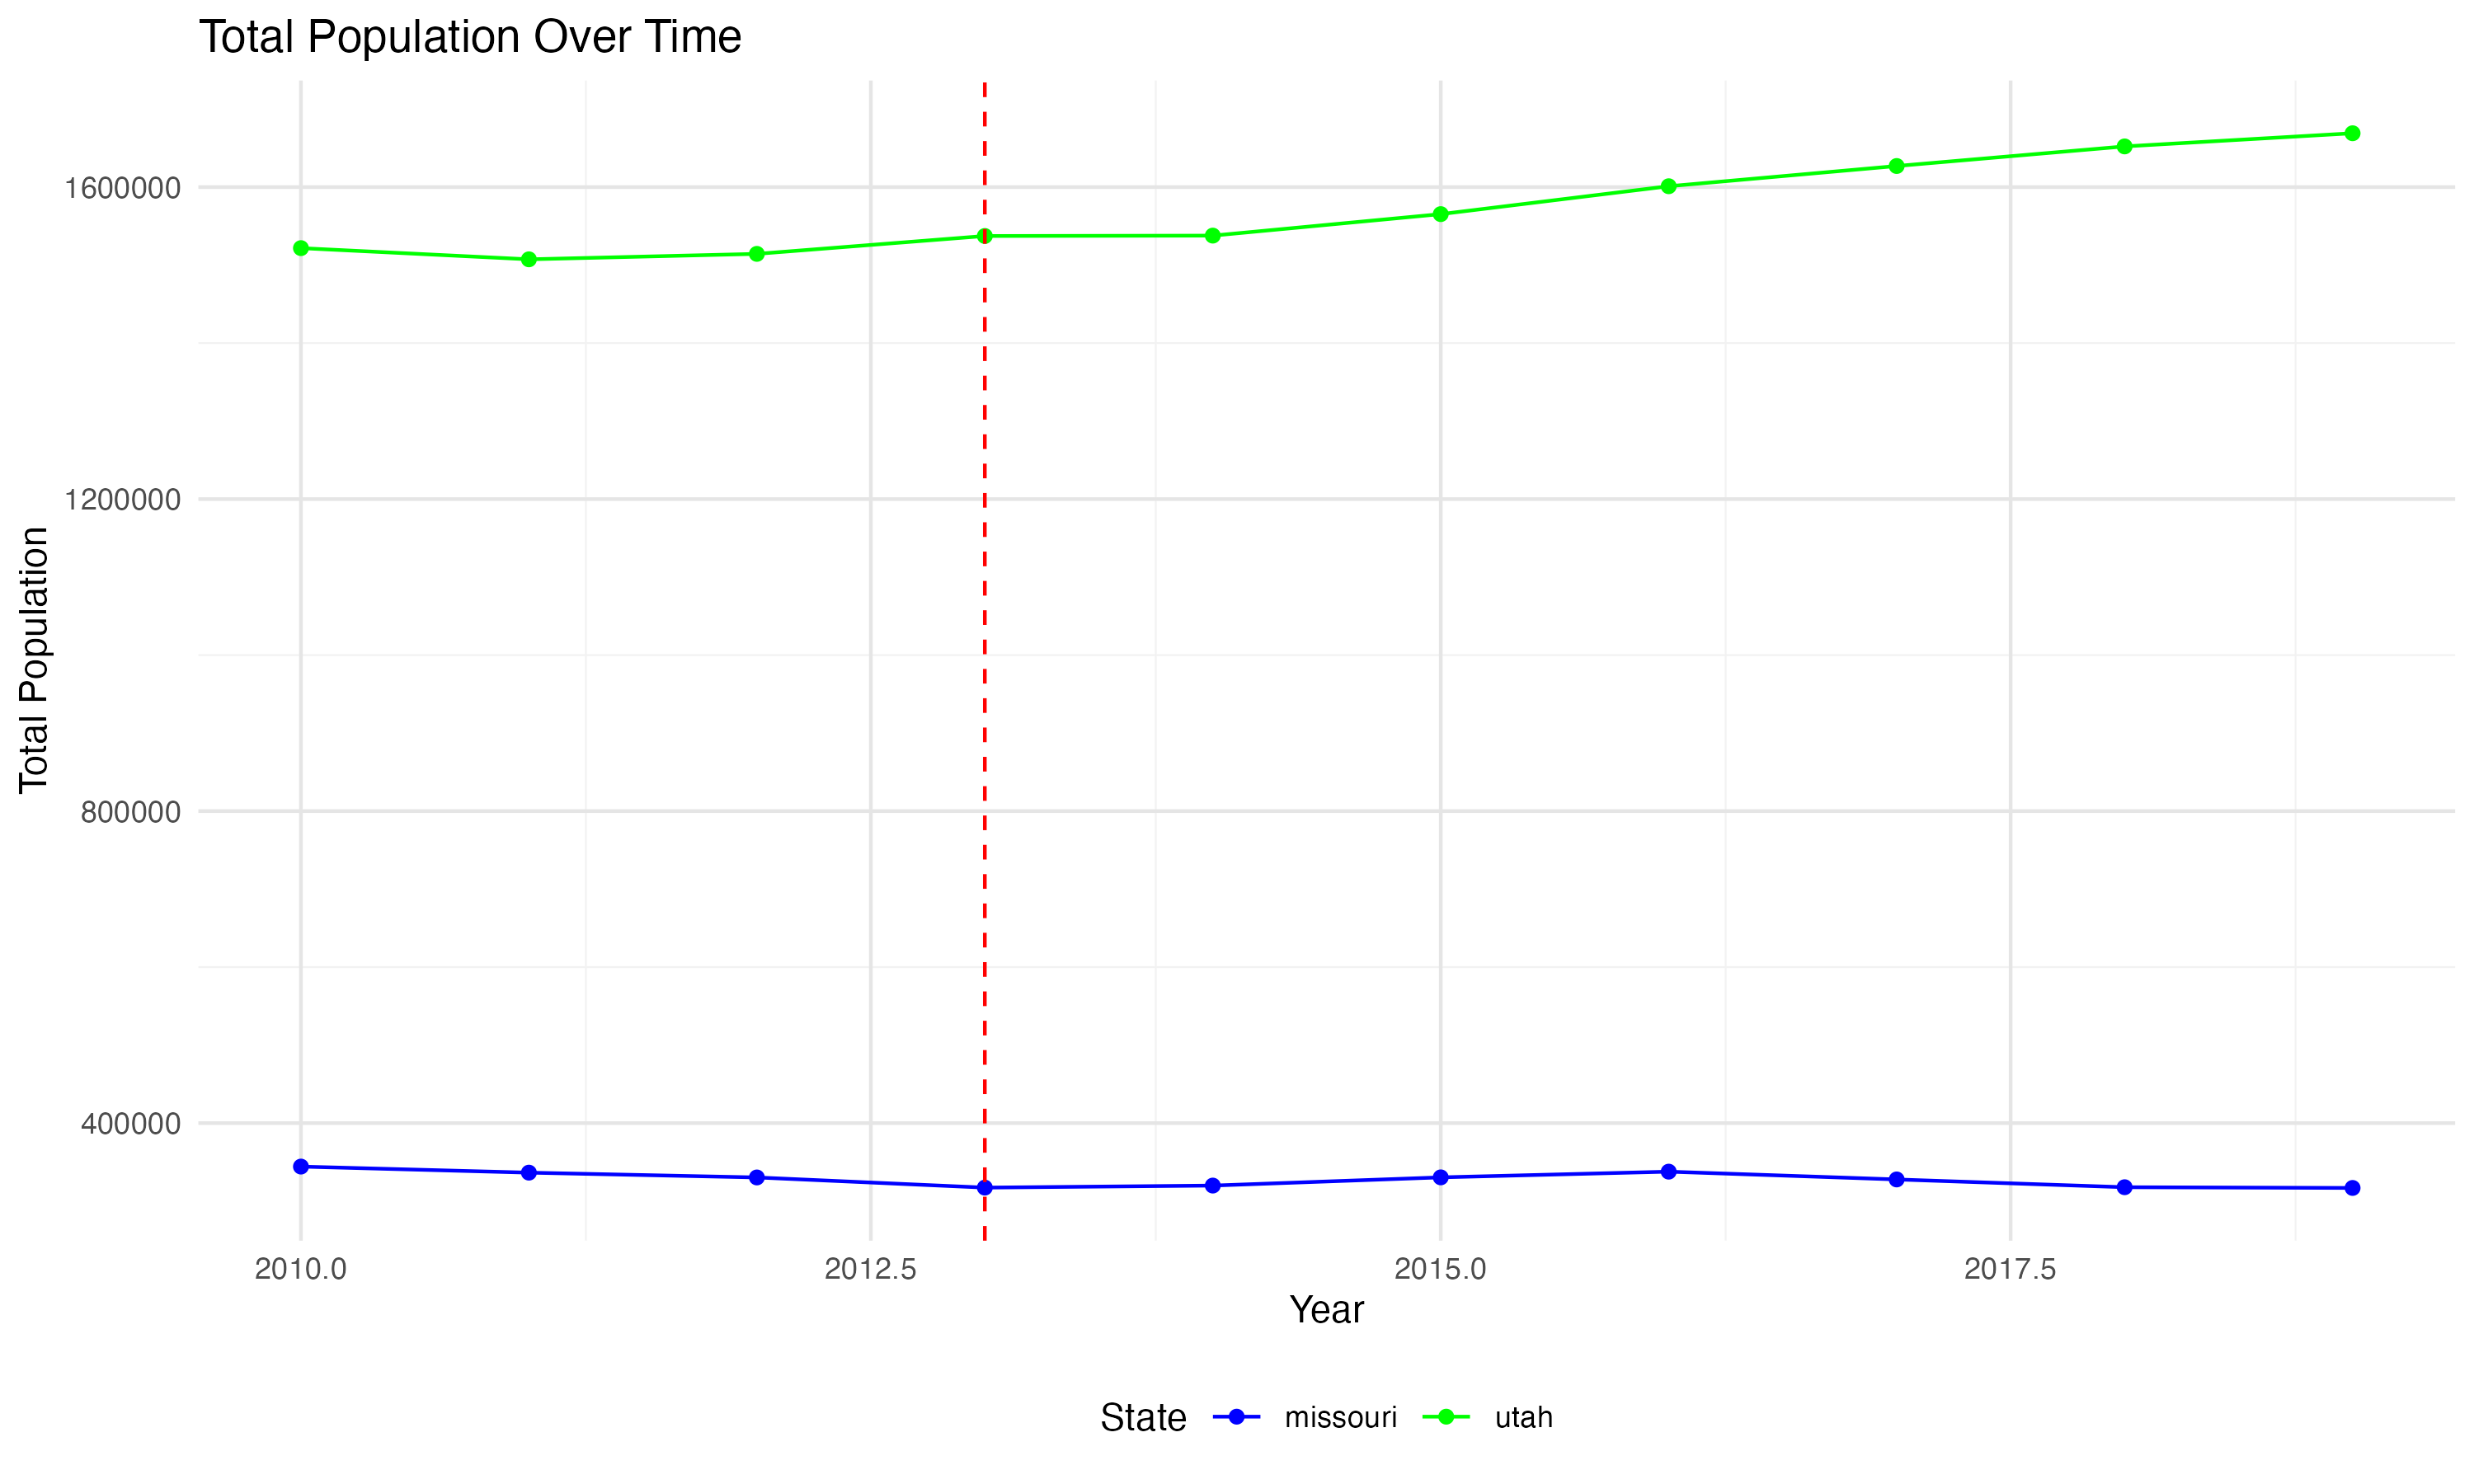 Total Population Over Time
Total Population
1600000
1200000
800000
400000
2010.0 2012.5 2015.0 2017.5
Year
State missouri utah